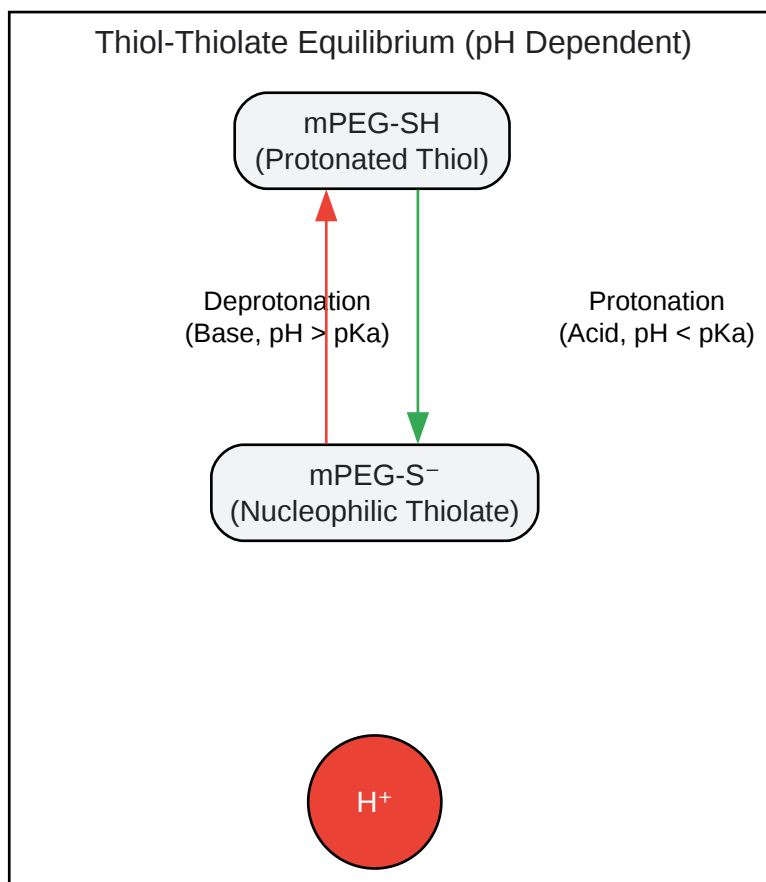 Thiol-Thiolate Equilibrium (pH Dependent)
mPEG-SH
(Protonated Thiol)
Deprotonation
(Base, pH > pKa)
Protonation
(Acid, pH < pKa)
mPEG-S⁻
(Nucleophilic Thiolate)
H⁺